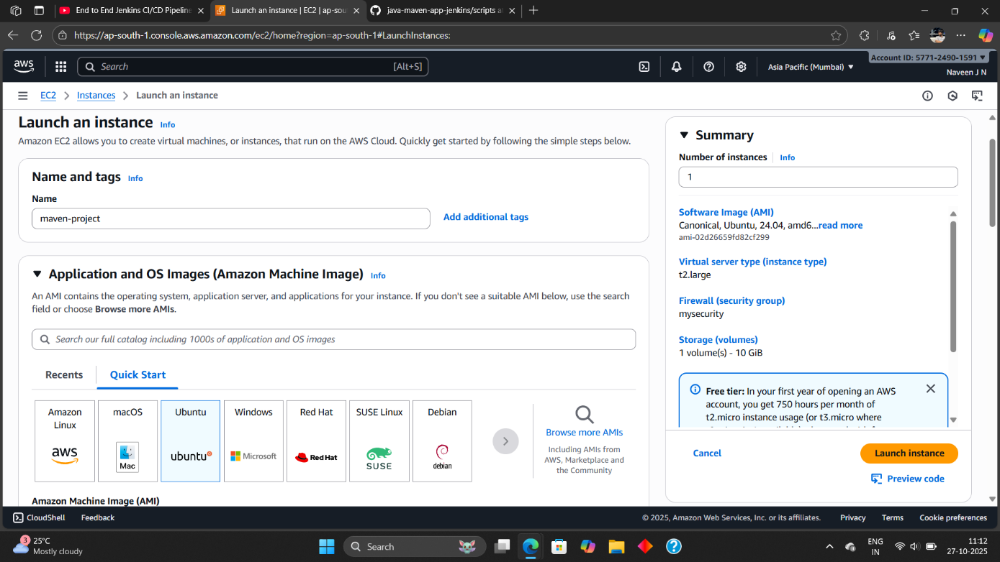 End to End Jenkins CI/CD Pipeline
Launch an instance | EC2 | ap-sou
java-maven-app-jenkins/scripts a
https://ap-south-1.console.aws.amazon.com/ec2/home?region=ap-south-1#LaunchInstances:
aws
Search
[Alt+S]
Asia Pacific (Mumbai)
Account ID: 5771-2490-1591
Naveen J N
EC2
Instances
Launch an instance
Launch an instance Info
Amazon EC2 allows you to create virtual machines, or instances, that run on the AWS Cloud. Quickly get started by following the simple steps below.
Name and tags Info
Name
maven-project
Add additional tags
Application and OS Images (Amazon Machine Image) Info
An AMI contains the operating system, application server, and applications for your instance. If you don't see a suitable AMI below, use the search
field or choose Browse more AMIs.
Search our full catalog including 1000s of application and OS images
Recents
Quick Start
Amazon
Linux
aws
macOS
Mac
Ubuntu
ubuntu
Windows
Microsoft
Red Hat
Red Hat
SUSE Linux
SUSE
Debian
debian
Browse more AMIs
Including AMIs from
AWS, Marketplace and
the Community
Amazon Machine Image (AMI)
Summary
Number of instances Info
1
Software Image (AMI)
Canonical, Ubuntu, 24.04, amd6...read more
ami-02d26659fd82cf299
Virtual server type (instance type)
t2.large
Firewall (security group)
mysecurity
Storage (volumes)
1 volume(s) - 10 GiB
Free tier: In your first year of opening an AWS
account, you get 750 hours per month of
t2.micro instance usage (or t3.micro where
Cancel
Launch instance
Preview code
CloudShell
Feedback
© 2025, Amazon Web Services, Inc. or its affiliates.
Privacy
Terms
Cookie preferences
3
25°C
Mostly cloudy
Search
ENG
IN
11:12
27-10-2025